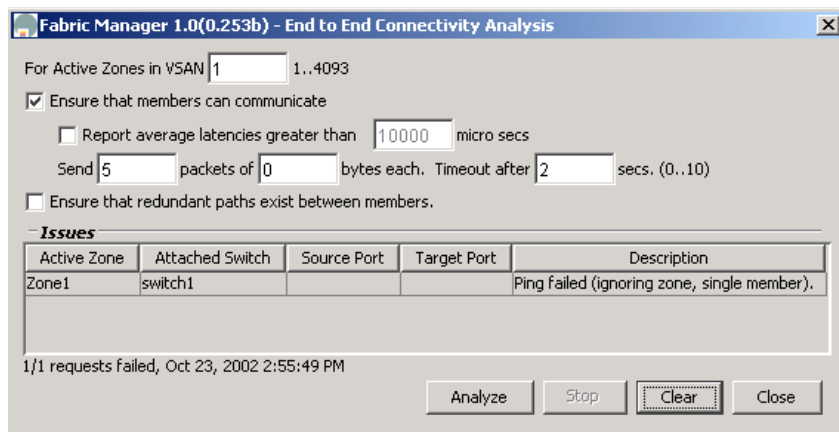 Fabric Manager 1.0(0.253b) - End to End Connectivity Analysis
For Active Zones in VSAN 1 1..4093
Ensure that members can communicate
Report average latencies greater than 10000 micro secs
Send 5 packets of 0 bytes each. Timeout after 2 secs. (0..10)
Ensure that redundant paths exist between members.
Issues
Active Zone Attached Switch Source Port Target Port Description
Zone1 switch1 Ping failed (ignoring zone, single member).
1/1 requests failed, Oct 23, 2002 2:55:49 PM
Analyze Stop Clear Close